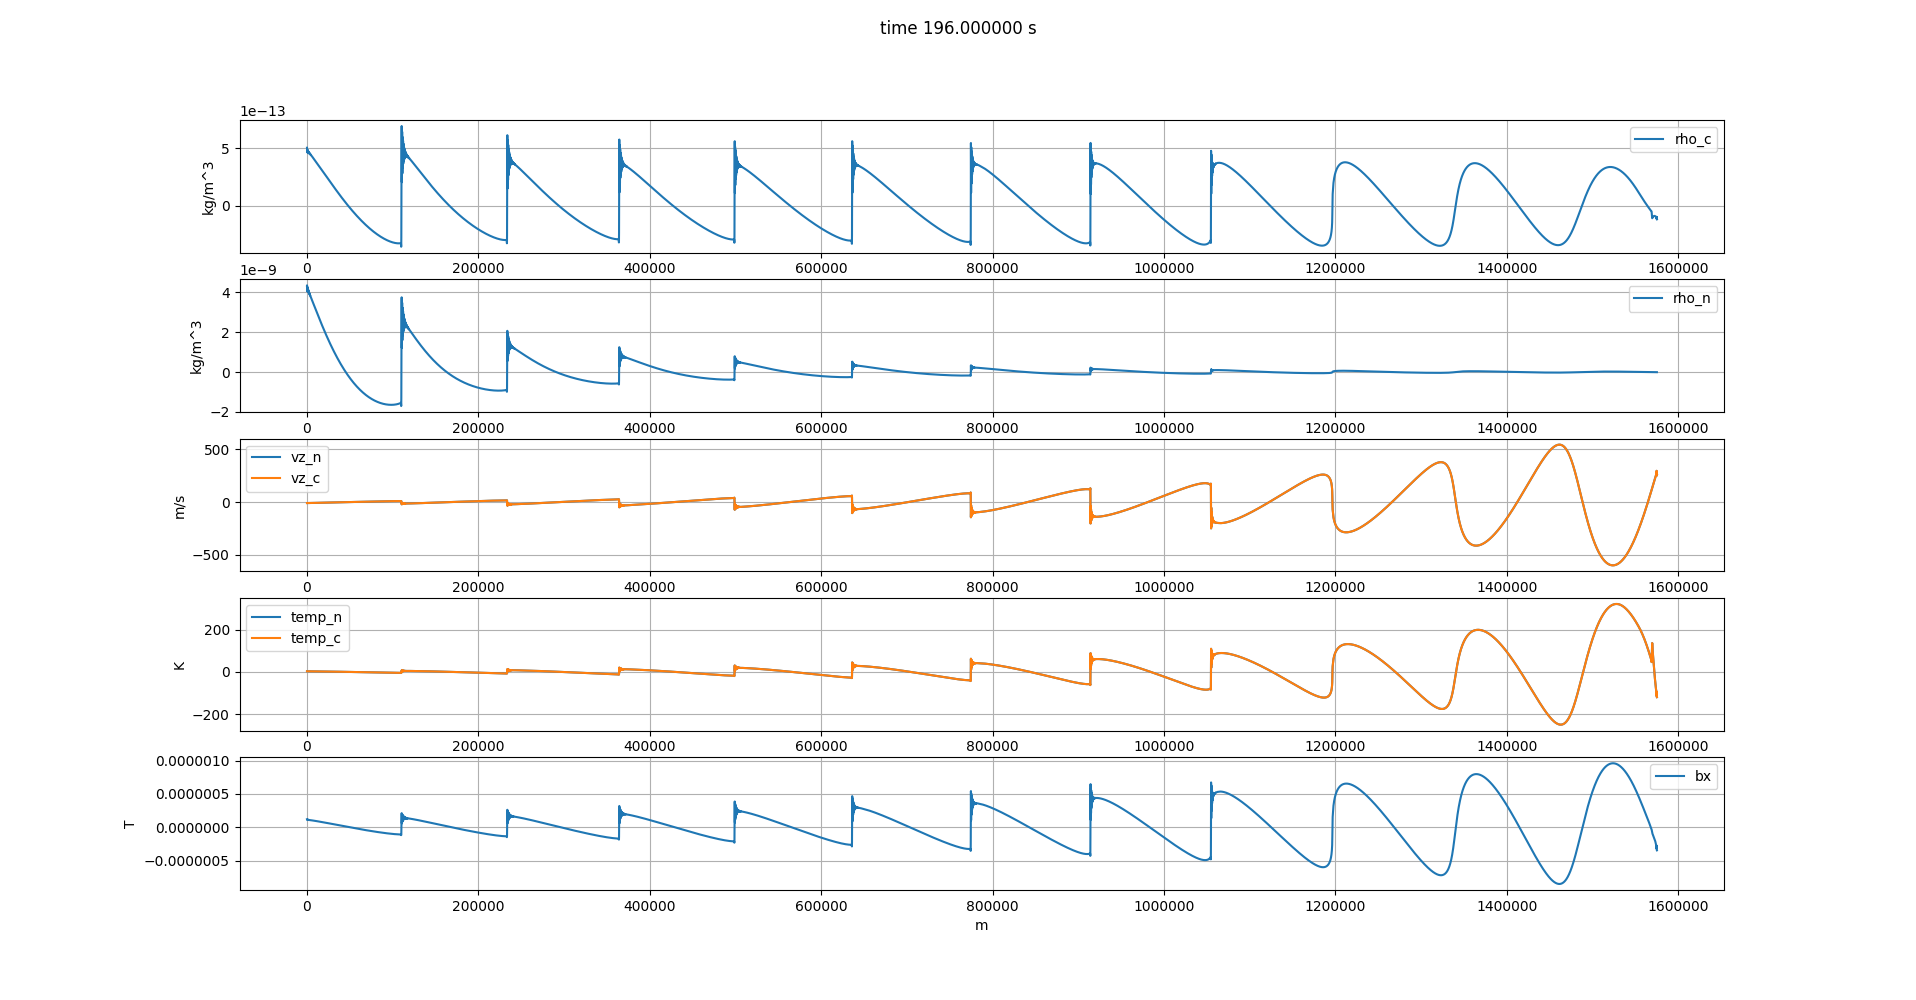 time 196.000000 s
1e−13
5
0
kg/m^3
rho_c
0 200000 400000 600000 800000 1000000 1200000 1400000 1600000
1e−9
4
2
0
−2
kg/m^3
rho_n
0 200000 400000 600000 800000 1000000 1200000 1400000 1600000
500
0
−500
m/s
vz_n
vz_c
0 200000 400000 600000 800000 1000000 1200000 1400000 1600000
200
0
−200
K
temp_n
temp_c
0 200000 400000 600000 800000 1000000 1200000 1400000 1600000
0.0000010
0.0000005
0.0000000
−0.0000005
T
bx
0 200000 400000 600000 800000 1000000 1200000 1400000 1600000
m